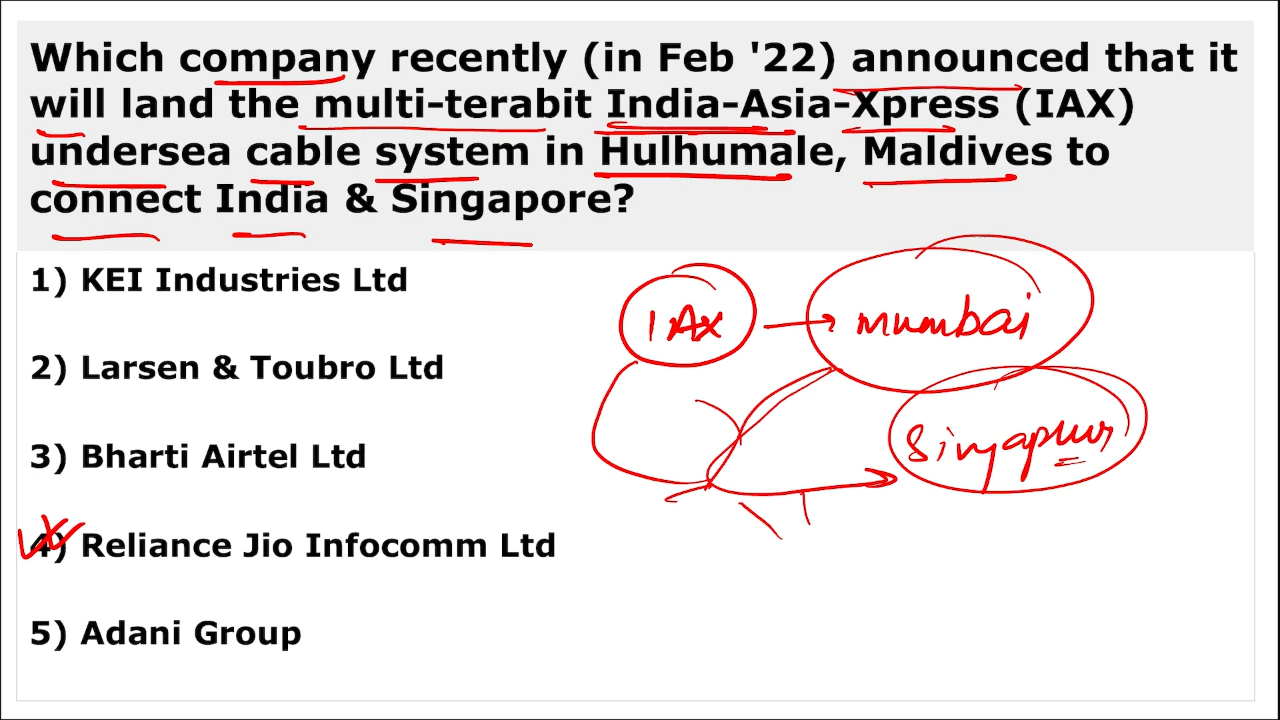 Which company recently (in Feb '22) announced that it
will land the multi-terabit India-Asia-Xpress (IAX)
undersea cable system in Hulhumale, Maldives to
connect India & Singapore?
1) KEI Industries Ltd
IAX
mumbai
2) Larsen & Toubro Ltd
3) Bharti Airtel Ltd
Singapur
4) Reliance Jio Infocomm Ltd
5) Adani Group